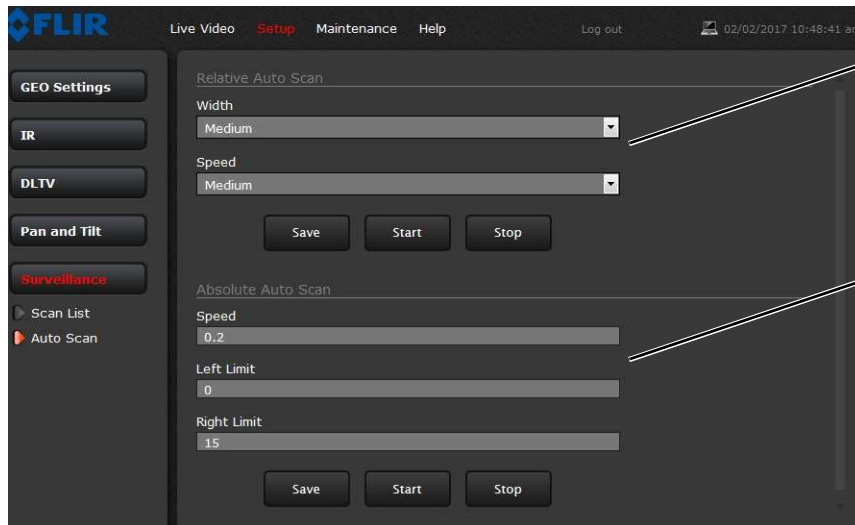 FLIR
Live Video Setup Maintenance Help Log out 02/02/2017 10:48:41
GEO Settings
IR
DLTV
Pan and Tilt
Surveillance
Scan List
Auto Scan
Relative Auto Scan
Width
Medium
Speed
Medium
Save Start Stop
Absolute Auto Scan
Speed
0.2
Left Limit
0
Right Limit
15
Save Start Stop